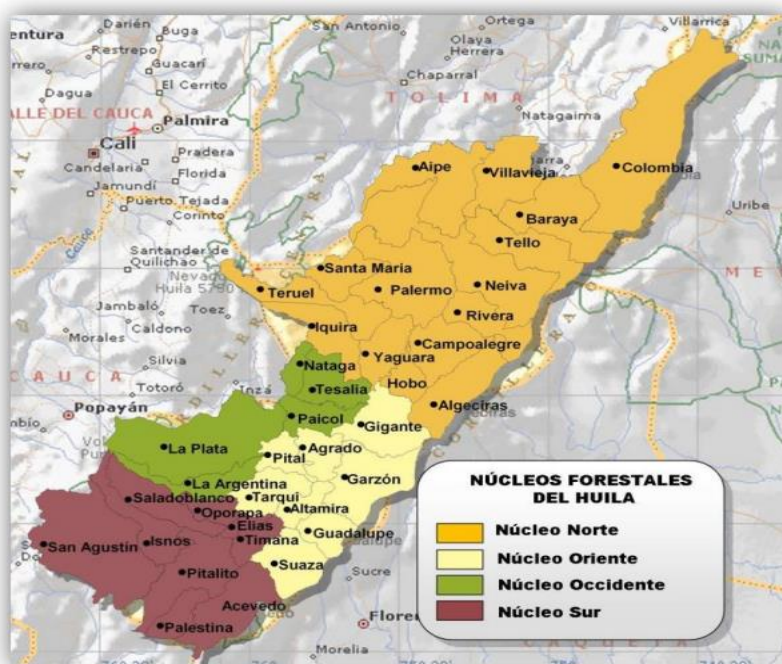 Darién
Buga
San Antonio
Ortega
Villarrica
Restrepo
Olaya
Herrera
Guacarí
El Cerrito
Chaparral
Dagua
TOLIMA
VALLE DEL CAUCA
Palmira
Natagaima
Cali
Pradera
Candelaria
Florida
Jamundí
Puerto Tejada
Corinto
Uribe
Cauca
Santander de
Quilichao
Nevado
Huila 5750
Jambaló
Toez
Caldono
Morales
Silvia
CAUCA
Totoró
Inzá
Popayán
Aipe
Villavieja
Colombia
Baraya
Tello
Santa Maria
Teruel
Palermo
Neiva
Rivera
Iquira
Campoalegre
Yaguara
Nataga
Hobo
Tesalia
Algeciras
Paicol
Gigante
La Plata
Agrado
Pital
Garzón
La Argentina
Saladoblanco
Tarqui
Oporapa
Altamira
Elias
Guadalupe
San Agustín
Isnos
Timana
Suaza
Pitalito
Acevedo
Palestina
Sucre
Morelia
NÚCLEOS FORESTALES
DEL HUILA
Núcleo Norte
Núcleo Oriente
Núcleo Occidente
Núcleo Sur